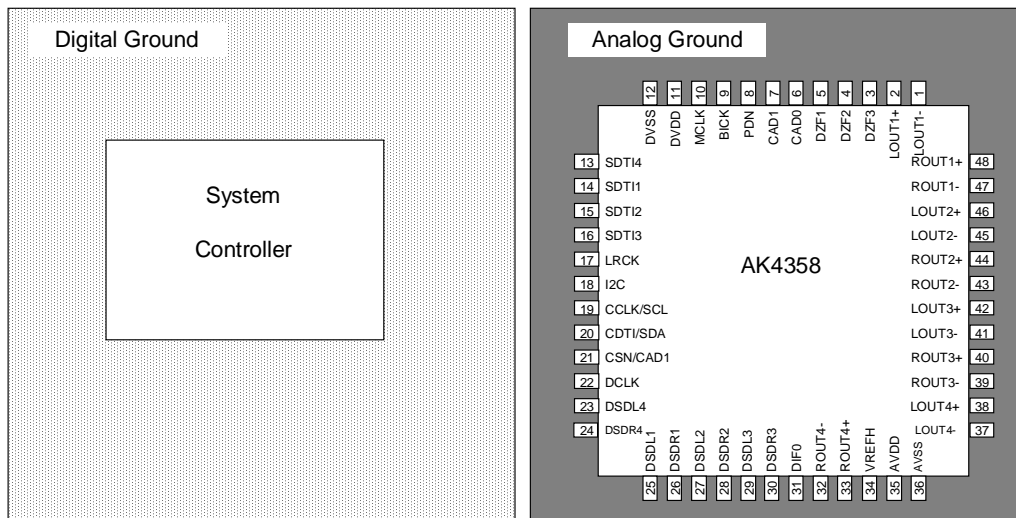 Digital Ground
System
Controller
Analog Ground
AK4358
12 DVSS
11 DVDD
10 MCLK
9 BICK
8 PDN
7 CAD1
6 CAD0
5 DZF1
4 DZF2
3 DZF3
2 LOUT1+
1 LOUT1-
13 SDTI4
14 SDTI1
15 SDTI2
16 SDTI3
17 LRCK
18 I2C
19 CCLK/SCL
20 CDTI/SDA
21 CSN/CAD1
22 DCLK
23 DSDL4
24 DSDR4
25 DSDL1
26 DSDR1
27 DSDL2
28 DSDR2
29 DSDL3
30 DSDR3
31 DIF0
32 ROUT4-
33 ROUT4+
34 VREFH
35 AVDD
36 AVSS
ROUT1+ 48
ROUT1- 47
LOUT2+ 46
LOUT2- 45
ROUT2+ 44
ROUT2- 43
LOUT3+ 42
LOUT3- 41
ROUT3+ 40
ROUT3- 39
LOUT4+ 38
LOUT4- 37